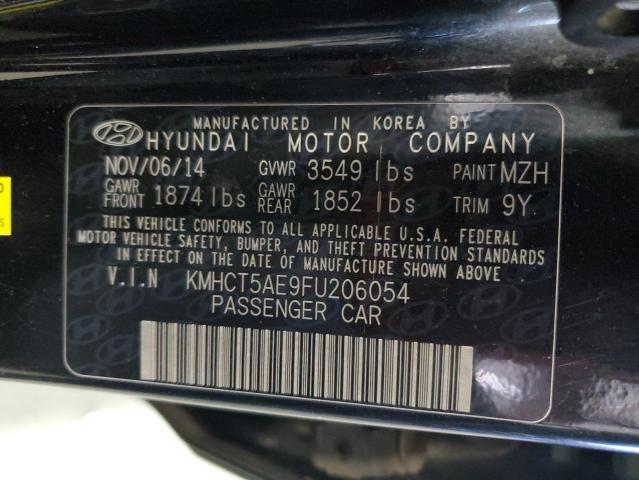 MANUFACTURED IN KOREA BY
HYUNDAI MOTOR COMPANY
NOV/06/14 GVWR 3549 lbs PAINT MZH
GAWR FRONT 1874 lbs GAWR REAR 1852 lbs TRIM 9Y
THIS VEHICLE CONFORMS TO ALL APPLICABLE U.S.A. FEDERAL
MOTOR VEHICLE SAFETY, BUMPER, AND THEFT PREVENTION STANDARDS
IN EFFECT ON THE DATE OF MANUFACTURE SHOWN ABOVE
V.I.N KMHCT5AE9FU206054
PASSENGER CAR